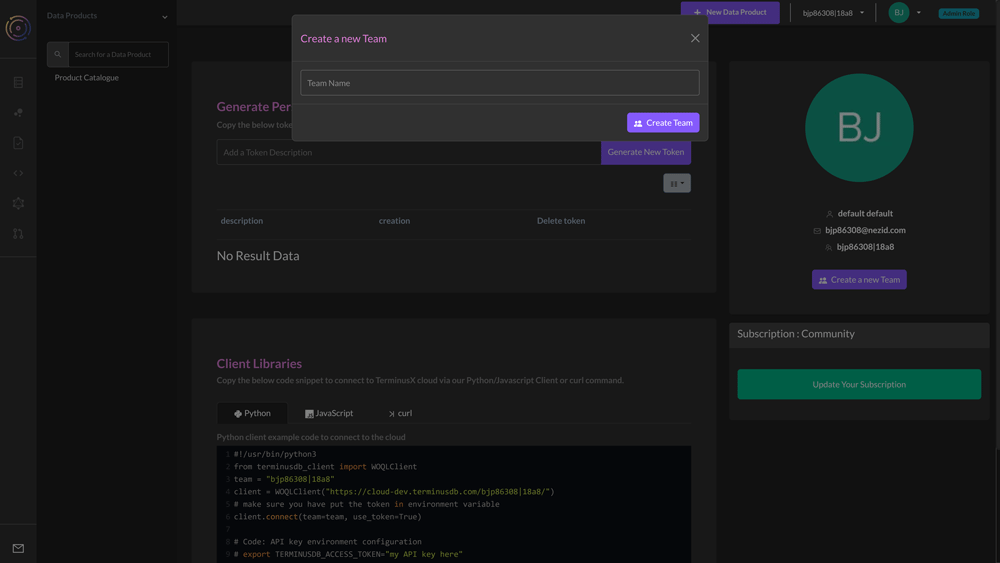 Data Products
New Data Product
bjp86308|18a8
BJ
Admin Role
Search for a Data Product
Product Catalogue
Create a new Team
Team Name
Create Team
Generate Per
Copy the below toke
Add a Token Description
Generate New Token
description creation Delete token
No Result Data
BJ
default default
bjp86308@nezid.com
bjp86308|18a8
Create a new Team
Subscription : Community
Update Your Subscription
Client Libraries
Copy the below code snippet to connect to TerminusX cloud via our Python/Javascript Client or curl command.
Python JavaScript curl
Python client example code to connect to the cloud
1 #!/usr/bin/python3
2 from terminusdb_client import WOQLClient
3 team = "bjp86308|18a8"
4 client = WOQLClient("https://cloud-dev.terminusdb.com/bjp86308|18a8/")
5 # make sure you have put the token in environment variable
6 client.connect(team=team, use_token=True)
7
8 # Code: API key environment configuration
9 # export TERMINUSDB_ACCESS_TOKEN="my API key here"